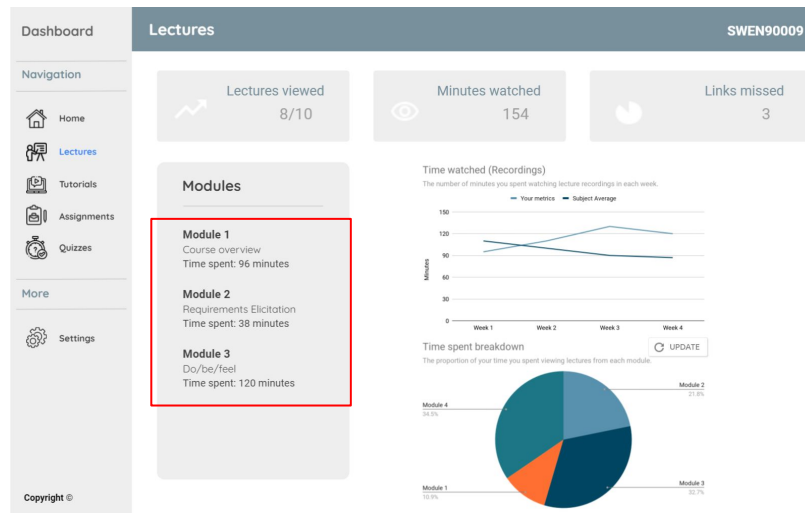 Dashboard
Lectures
SWEN90009
Navigation
Home
Lectures
Tutorials
Assignments
Quizzes
More
Settings
Copyright ©
Lectures viewed
8/10
Minutes watched
154
Links missed
3
Modules
Module 1
Course overview
Time spent: 96 minutes
Module 2
Requirements Elicitation
Time spent: 38 minutes
Module 3
Do/be/feel
Time spent: 120 minutes
Time watched (Recordings)
The number of minutes you spent watching lecture recordings in each week.
Your metrics Subject Average
Minutes
150
120
90
60
30
0
Week 1 Week 2 Week 3 Week 4
Time spent breakdown
UPDATE
The proportion of your time you spent viewing lectures from each module.
Module 2
21.8%
Module 4
34.5%
Module 1
10.9%
Module 3
32.7%